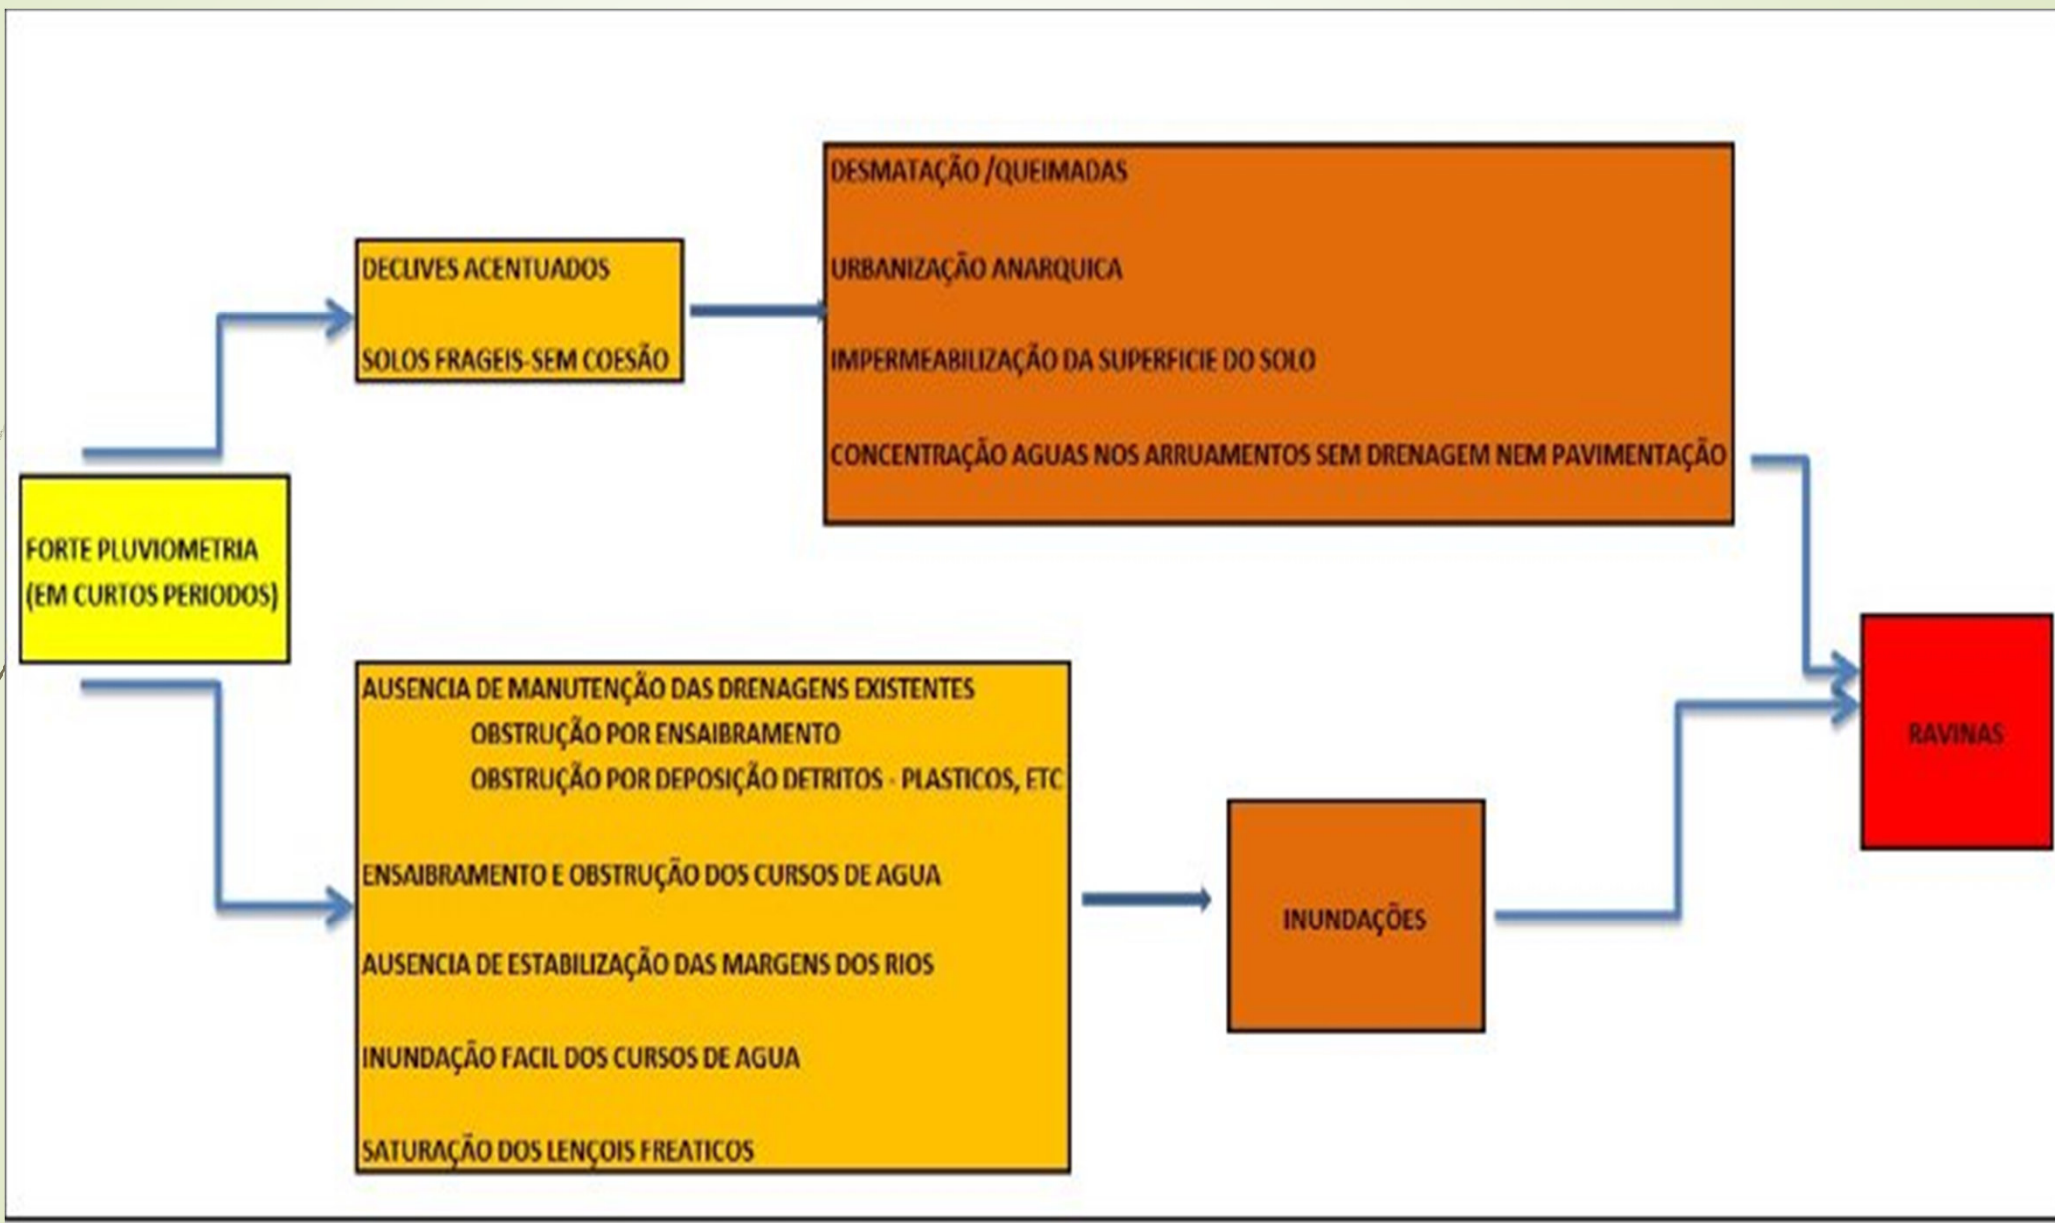 DESMATAÇÃO /QUEIMADAS
URBANIZAÇÃO ANARQUICA
IMPERMEABILIZAÇÃO DA SUPERFICIE DO SOLO
CONCENTRAÇÃO AGUAS NOS ARRUAMENTOS SEM DRENAGEM NEM PAVIMENTAÇÃO
DECLIVES ACENTUADOS
SOLOS FRAGEIS-SEM COESÃO
FORTE PLUVIOMETRIA
(EM CURTOS PERIODOS)
AUSENCIA DE MANUTENÇÃO DAS DRENAGENS EXISTENTES
OBSTRUÇÃO POR ENSAIBRAMENTO
OBSTRUÇÃO POR DEPOSIÇÃO DETRITOS - PLASTICOS, ETC
ENSAIBRAMENTO E OBSTRUÇÃO DOS CURSOS DE AGUA
AUSENCIA DE ESTABILIZAÇÃO DAS MARGENS DOS RIOS
INUNDAÇÃO FACIL DOS CURSOS DE AGUA
SATURAÇÃO DOS LENÇOIS FREATICOS
INUNDAÇÕES
RAVINAS